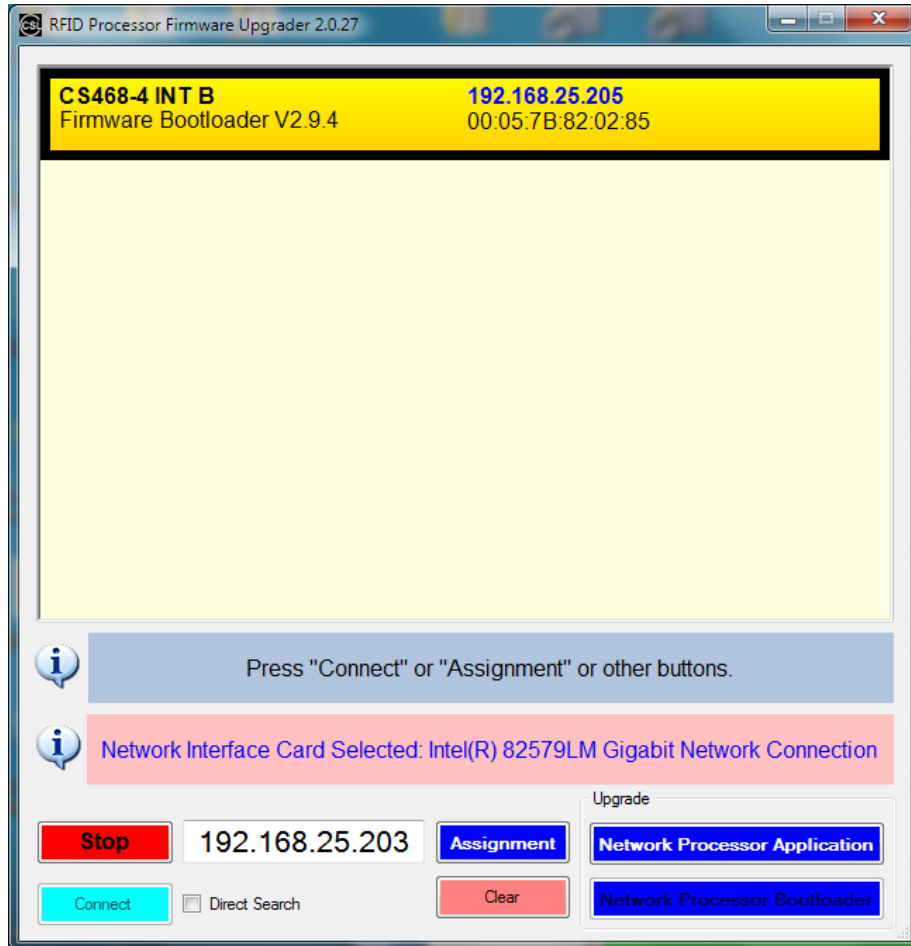 CSL RFID Processor Firmware Upgrader 2.0.27
CS468-4 INT B 192.168.25.205
Firmware Bootloader V2.9.4 00:05:7B:82:02:85
Press "Connect" or "Assignment" or other buttons.
Network Interface Card Selected: Intel(R) 82579LM Gigabit Network Connection
Upgrade
Stop 192.168.25.203 Assignment Network Processor Application
Connect Direct Search Clear Network Processor Bootloader